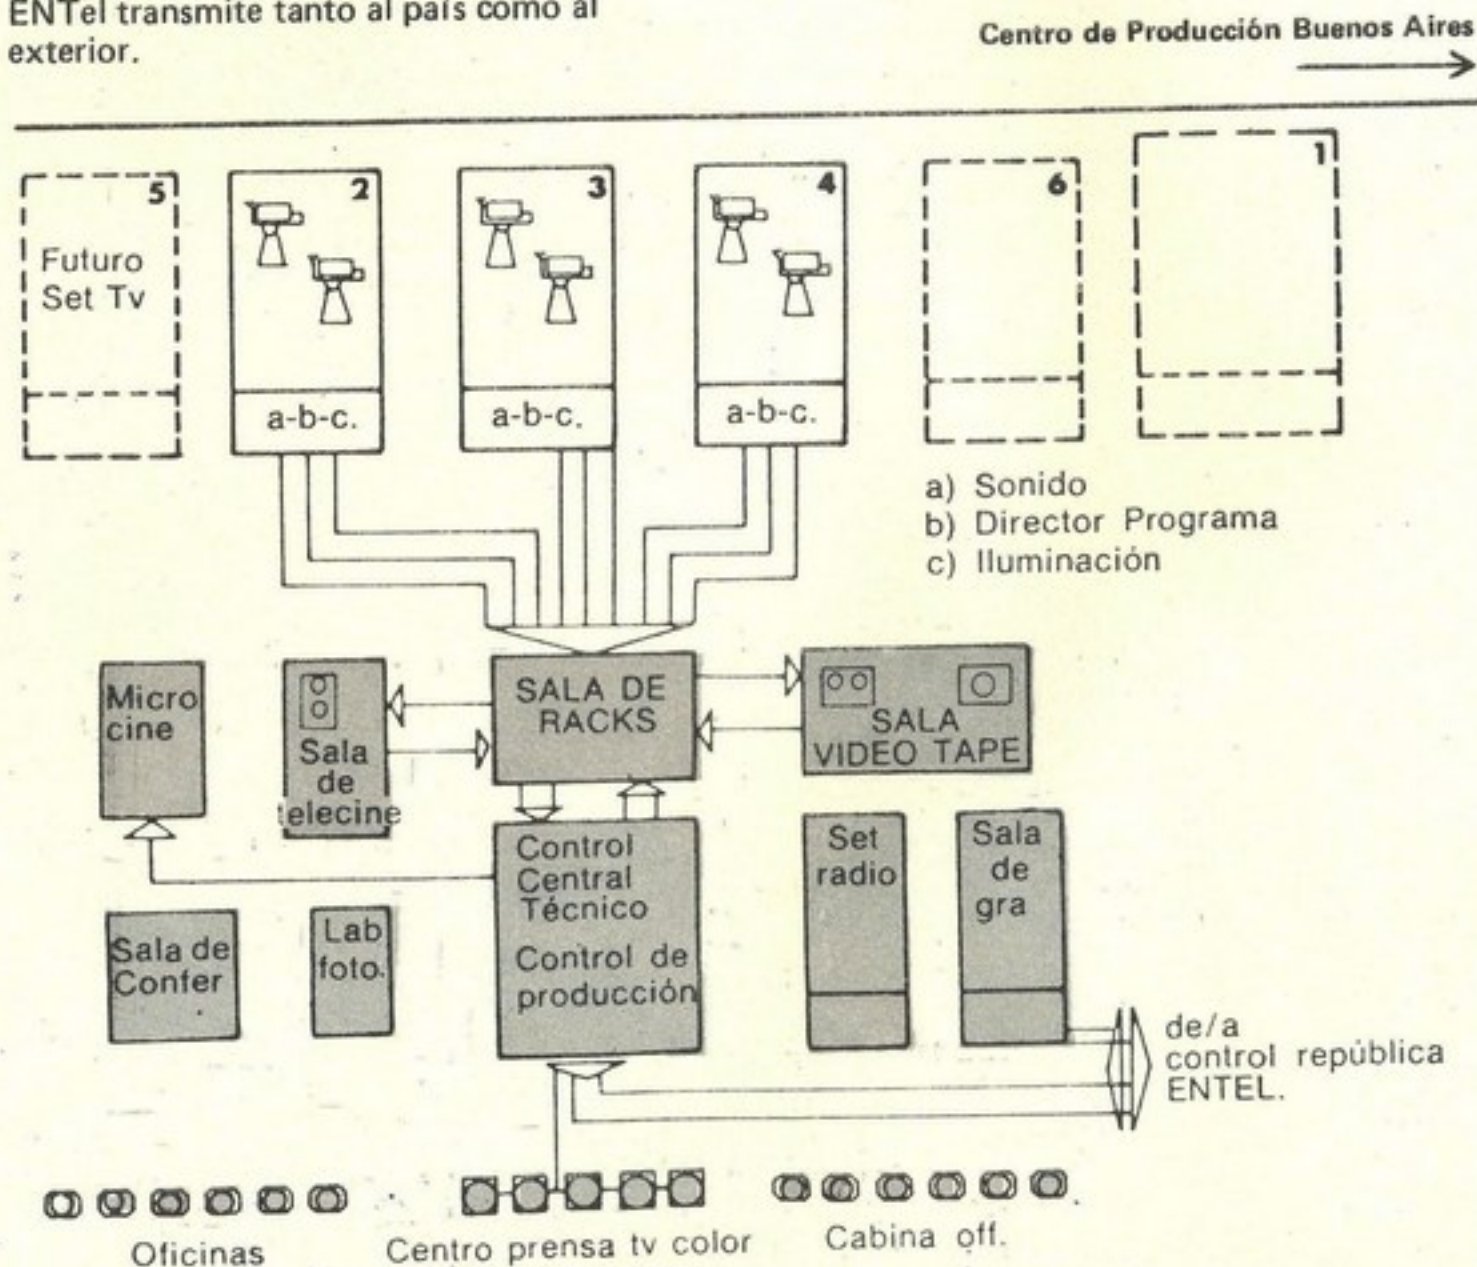 ENTel transmite tanto al país como al
exterior.
Centro de Producción Buenos Aires
5
Futuro
Set Tv
2
a-b-c.
3
a-b-c.
4
a-b-c.
6
1
a) Sonido
b) Director Programa
c) Iluminación
Micro
cine
Sala
de
telecine
SALA DE
RACKS
SALA
VIDEO TAPE
Control
Central
Técnico
Control de
producción
Set
radio
Sala
de
gra
Sala de
Confer
Lab
foto.
de/a
control república
ENTEL.
Oficinas
Centro prensa tv color
Cabina off.